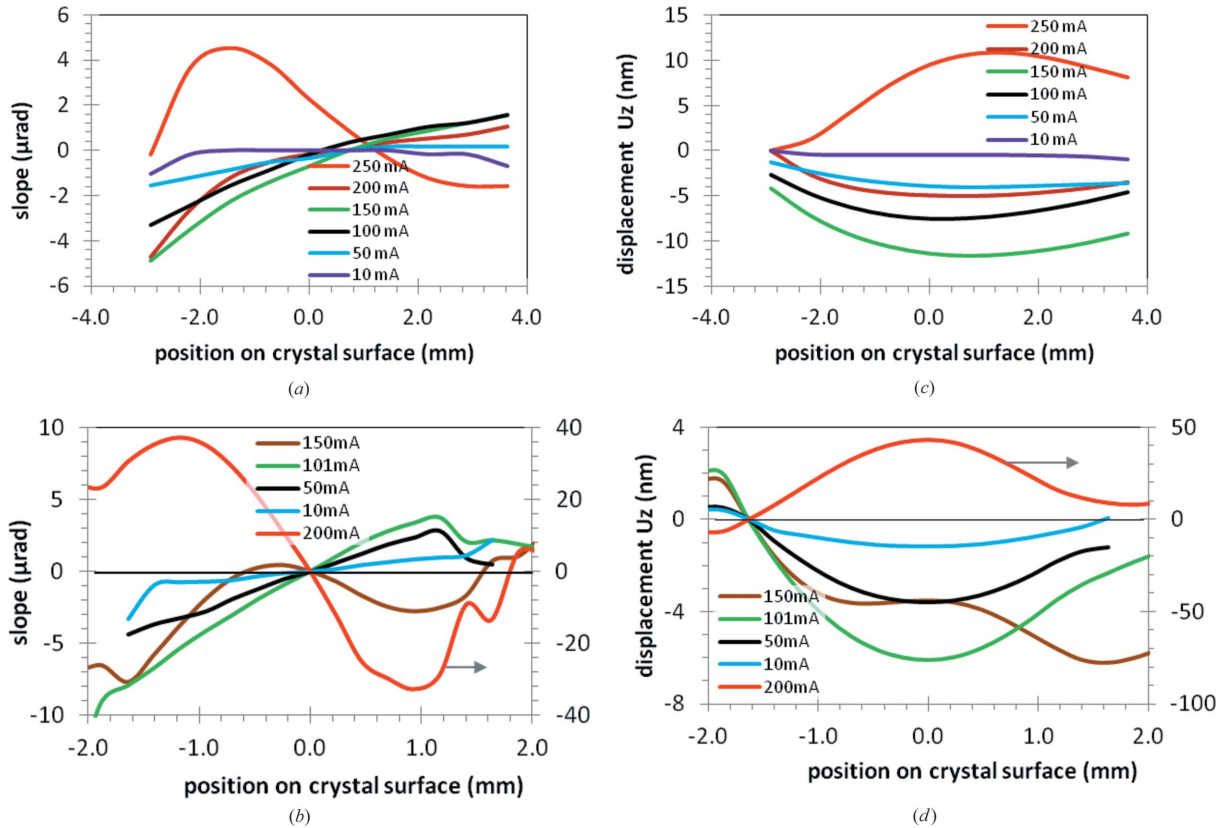 6
4
2
0
-2
-4
-6
slope (μrad)
250 mA
200 mA
150 mA
100 mA
50 mA
10 mA
-4.0
-2.0
0.0
2.0
4.0
position on crystal surface (mm)
(a)
15
10
5
0
-5
-10
-15
displacement Uz (nm)
250 mA
200 mA
150 mA
100 mA
50 mA
10 mA
-4.0
-2.0
0.0
2.0
4.0
position on crystal surface (mm)
(c)
10
5
0
-5
-10
slope (μrad)
150mA
101mA
50mA
10mA
200mA
40
20
0
-20
-40
-2.0
-1.0
0.0
1.0
2.0
position on crystal surface (mm)
(b)
4
0
-4
-8
displacement Uz (nm)
150mA
101mA
50mA
10mA
200mA
50
0
-50
-100
-2.0
-1.0
0.0
1.0
2.0
position on crystal surface (mm)
(d)